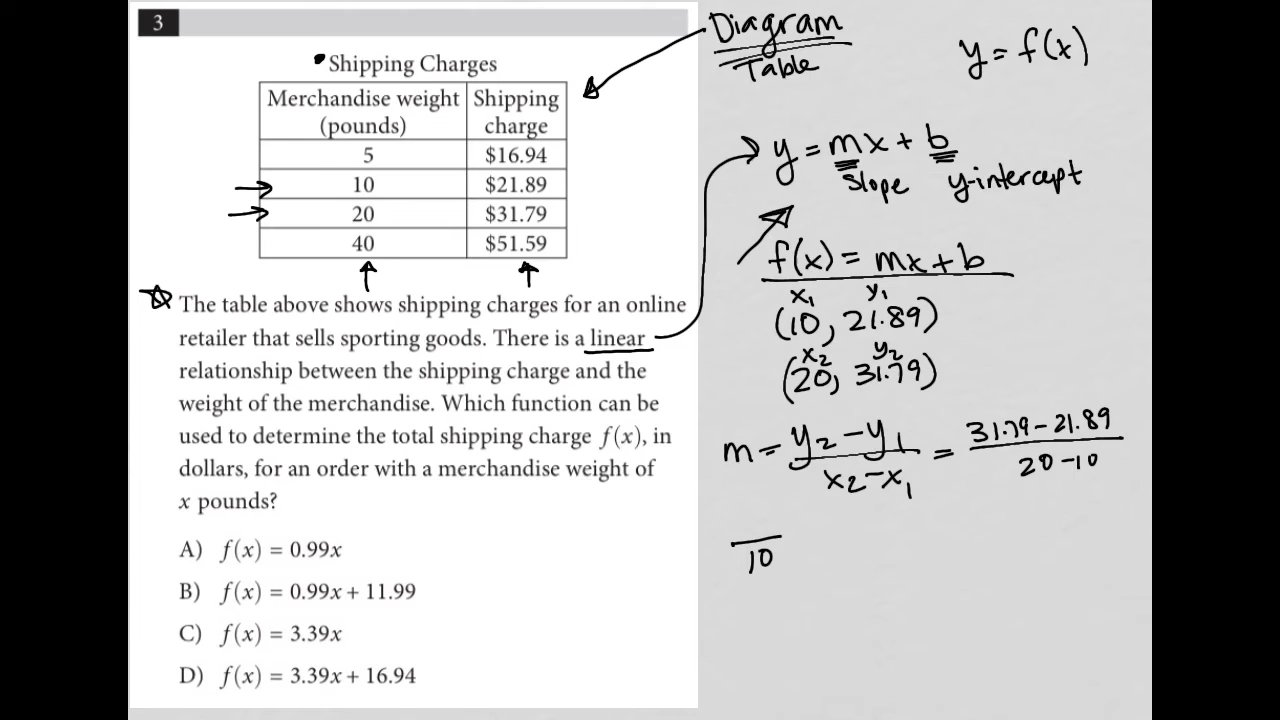 3
Shipping Charges
Merchandise weight (pounds) Shipping charge
5 $16.94
10 $21.89
20 $31.79
40 $51.59
The table above shows shipping charges for an online
retailer that sells sporting goods. There is a linear
relationship between the shipping charge and the
weight of the merchandise. Which function can be
used to determine the total shipping charge f(x), in
dollars, for an order with a merchandise weight of
x pounds?
A) f(x) = 0.99x
B) f(x) = 0.99x + 11.99
C) f(x) = 3.39x
D) f(x) = 3.39x + 16.94
Diagram
Table
y = f(x)
y = mx + b
slope y-intercept
f(x) = mx + b
x₁ y₁
(10, 21.89)
x₂ y₂
(20, 31.79)
m = y₂ - y₁ / x₂ - x₁ = 31.79 - 21.89 / 20 - 10
10